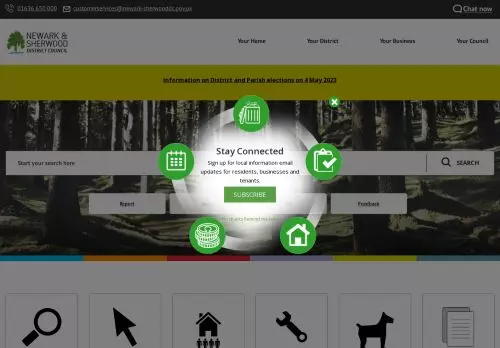 01636 650 000 customerservices@newark-sherwooddc.gov.uk Chat now
NEWARK &
SHERWOOD
DISTRICT COUNCIL
Your Home Your District Your Business Your Council
Information on District and Parish elections on 4 May 2023
Stay Connected
Sign up for local information email
updates for residents, businesses and
tenants.
Start your search here
SEARCH
SUBSCRIBE
Report
Feedback